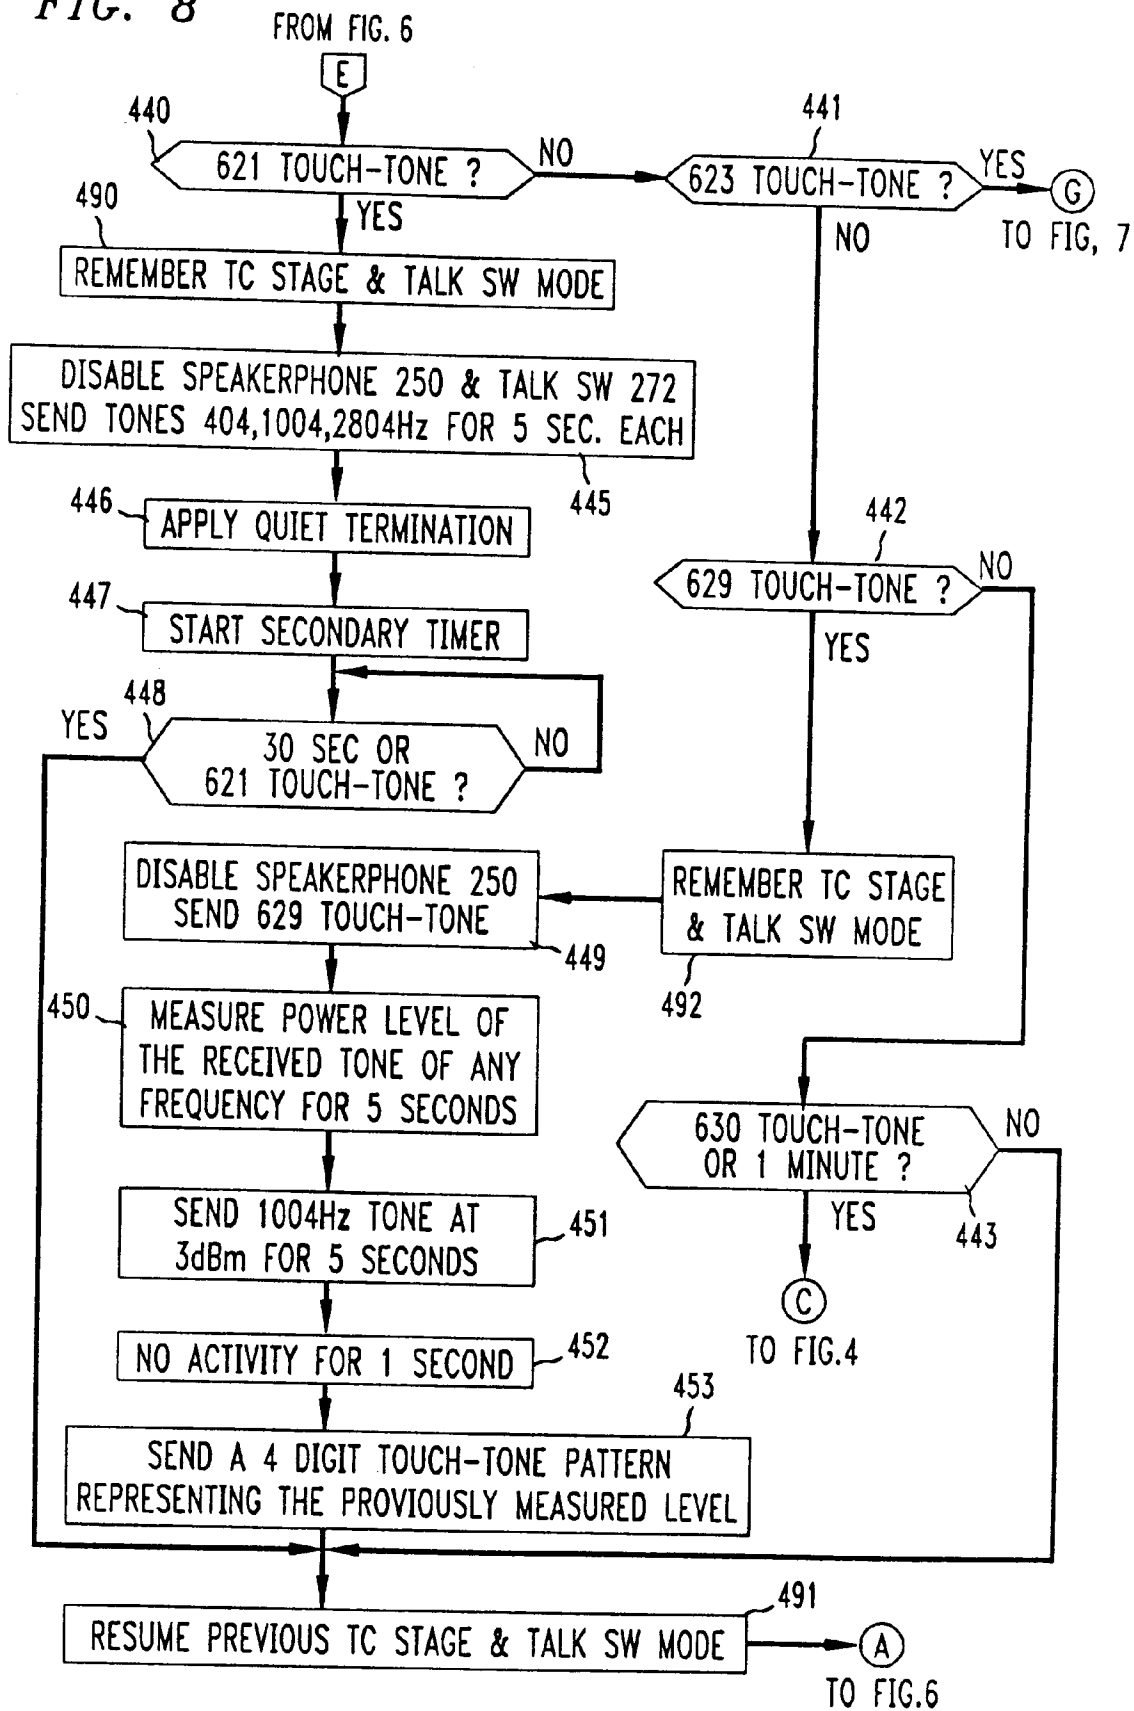 FIG. 8
FROM FIG. 6
E
440
621 TOUCH-TONE ?
NO
YES
441
623 TOUCH-TONE ?
YES
G
TO FIG, 7
NO
490
REMEMBER TC STAGE & TALK SW MODE
DISABLE SPEAKERPHONE 250 & TALK SW 272
SEND TONES 404,1004,2804Hz FOR 5 SEC. EACH
445
446
APPLY QUIET TERMINATION
442
629 TOUCH-TONE ?
NO
YES
447
START SECONDARY TIMER
448
YES
30 SEC OR
621 TOUCH-TONE ?
NO
DISABLE SPEAKERPHONE 250
SEND 629 TOUCH-TONE
449
REMEMBER TC STAGE
& TALK SW MODE
492
450
MEASURE POWER LEVEL OF
THE RECEIVED TONE OF ANY
FREQUENCY FOR 5 SECONDS
630 TOUCH-TONE
OR 1 MINUTE ?
NO
YES
443
C
TO FIG.4
SEND 1004Hz TONE AT
3dBm FOR 5 SECONDS
451
NO ACTIVITY FOR 1 SECOND
452
453
SEND A 4 DIGIT TOUCH-TONE PATTERN
REPRESENTING THE PROVIOUSLY MEASURED LEVEL
491
RESUME PREVIOUS TC STAGE & TALK SW MODE
A
TO FIG.6